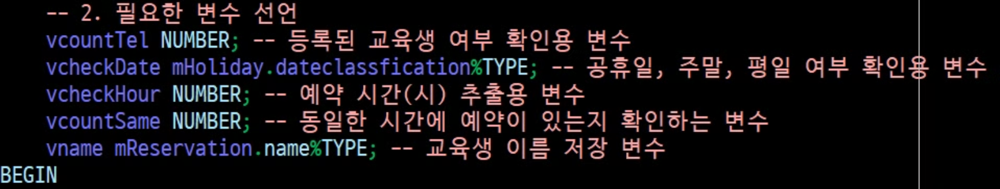 -- 2. 필요한 변수 선언
vcountTel NUMBER; -- 등록된 교육생 여부 확인용 변수
vcheckDate mHoliday.dateclassfication%TYPE; -- 공휴일, 주말, 평일 여부 확인용 변수
vcheckHour NUMBER; -- 예약 시간(시) 추출용 변수
vcountSame NUMBER; -- 동일한 시간에 예약이 있는지 확인하는 변수
vname mReservation.name%TYPE; -- 교육생 이름 저장 변수
BEGIN